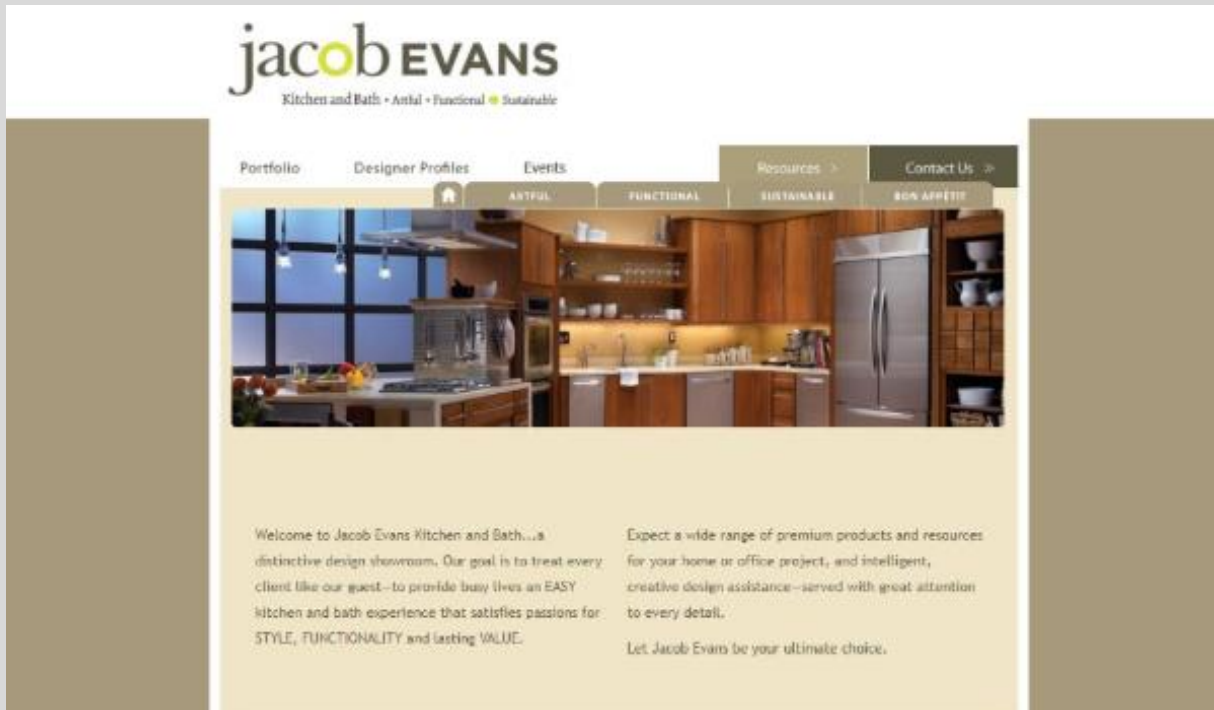 jacob EVANS
Kitchen and Bath • Artful • Functional • Sustainable
Portfolio Designer Profiles Events Resources > Contact Us »
ARTFUL FUNCTIONAL SUSTAINABLE BON APPÉTIT
Welcome to Jacob Evans Kitchen and Bath...a
distinctive design showroom. Our goal is to treat every
client like our guest—to provide busy lives an EASY
kitchen and bath experience that satisfies passions for
STYLE, FUNCTIONALITY and lasting VALUE.
Expect a wide range of premium products and resources
for your home or office project, and intelligent,
creative design assistance—served with great attention
to every detail.
Let Jacob Evans be your ultimate choice.